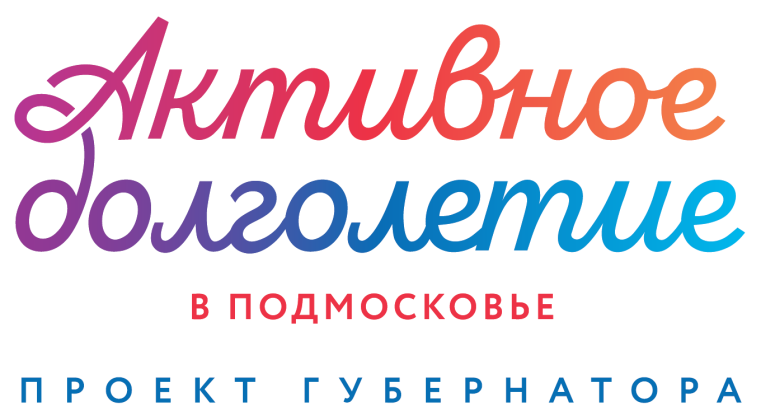 Активное
долголетие
В ПОДМОСКОВЬЕ
ПРОЕКТ ГУБЕРНАТОРА